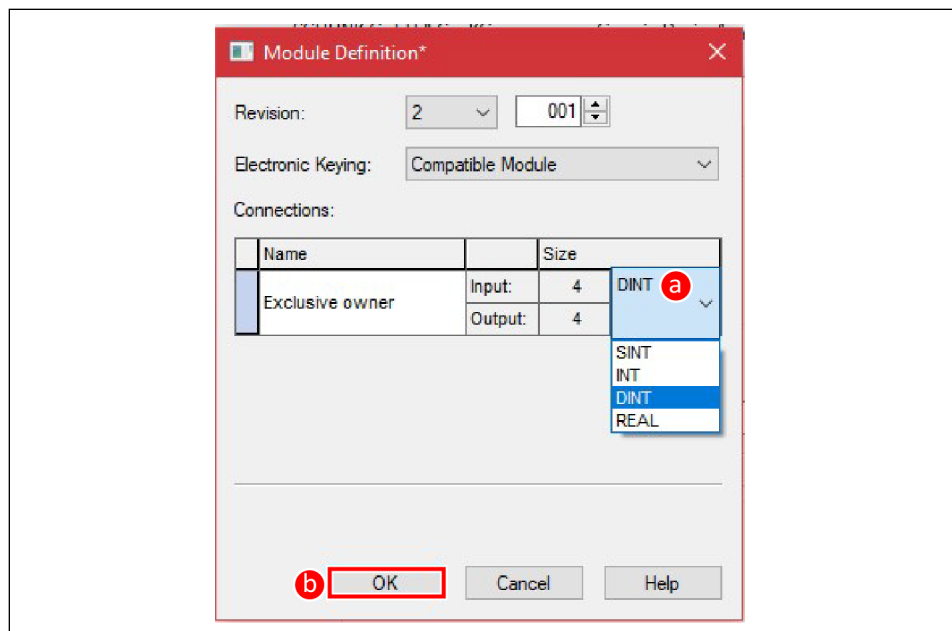 Module Definition*
Revision: 2 001
Electronic Keying: Compatible Module
Connections:
Name Size
Exclusive owner Input: 4 DINT a
Output: 4
SINT
INT
DINT
REAL
b OK Cancel Help